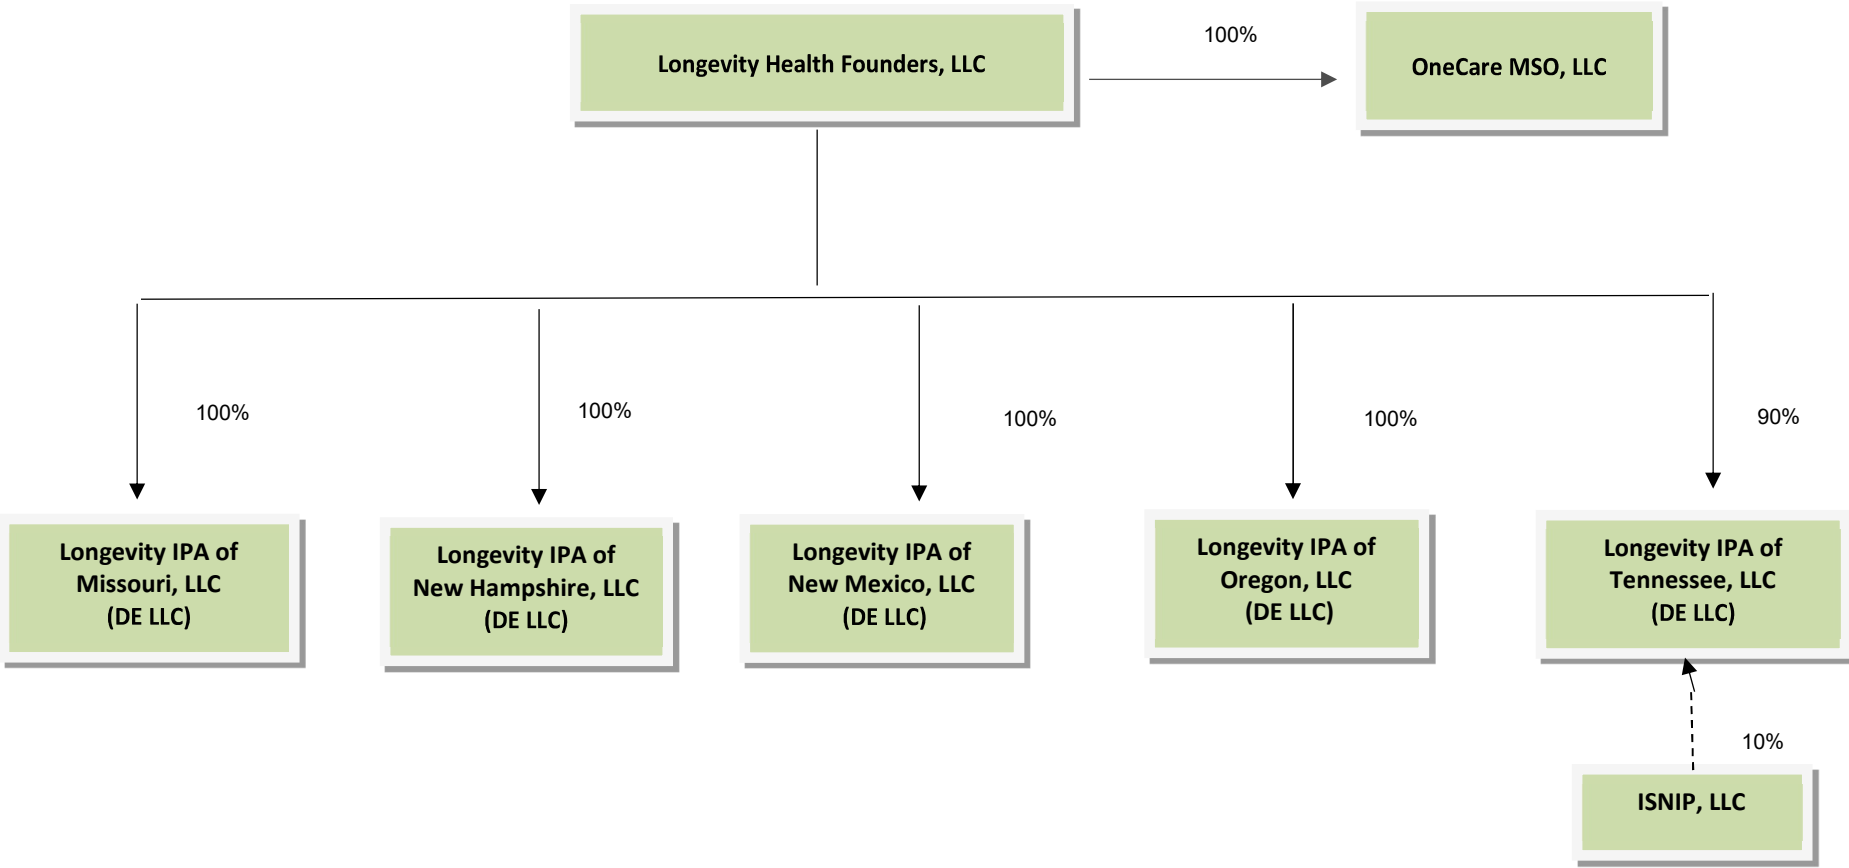 Longevity Health Founders, LLC
100%
OneCare MSO, LLC
100%
100%
100%
100%
90%
Longevity IPA of
Missouri, LLC
(DE LLC)
Longevity IPA of
New Hampshire, LLC
(DE LLC)
Longevity IPA of
New Mexico, LLC
(DE LLC)
Longevity IPA of
Oregon, LLC
(DE LLC)
Longevity IPA of
Tennessee, LLC
(DE LLC)
10%
ISNIP, LLC